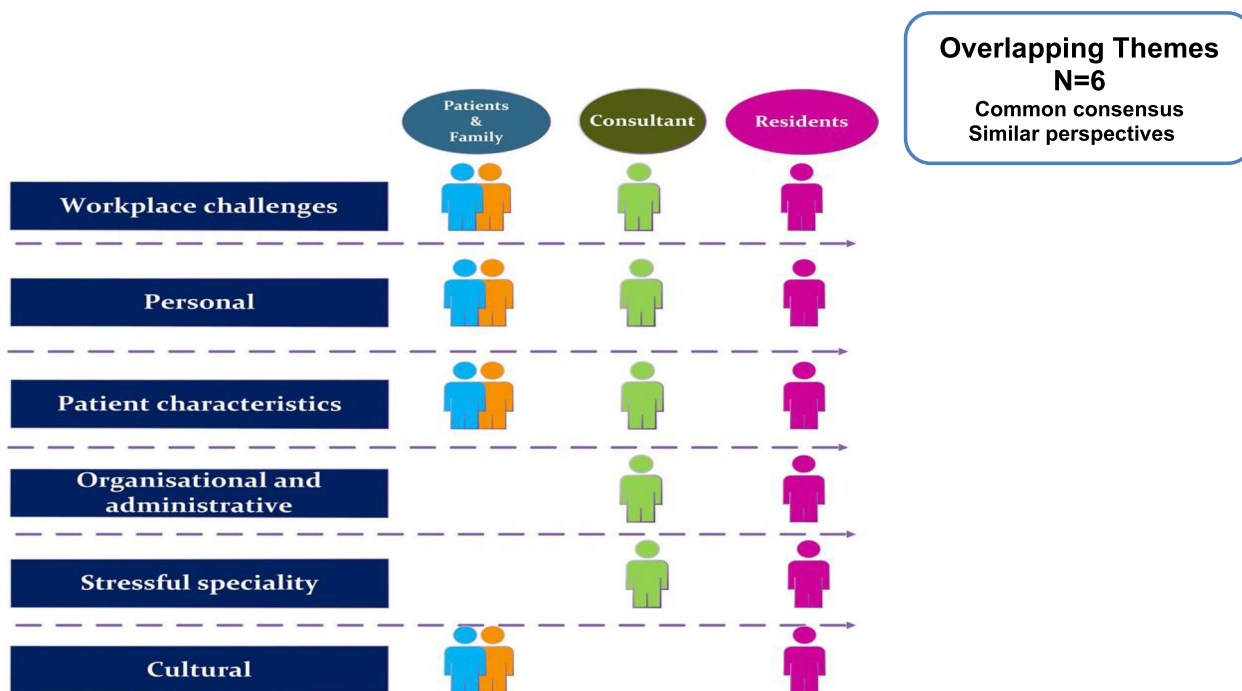 Overlapping Themes
N=6
Common consensus
Similar perspectives
Patients
&
Family
Consultant
Residents
Workplace challenges
Personal
Patient characteristics
Organisational and
administrative
Stressful speciality
Cultural